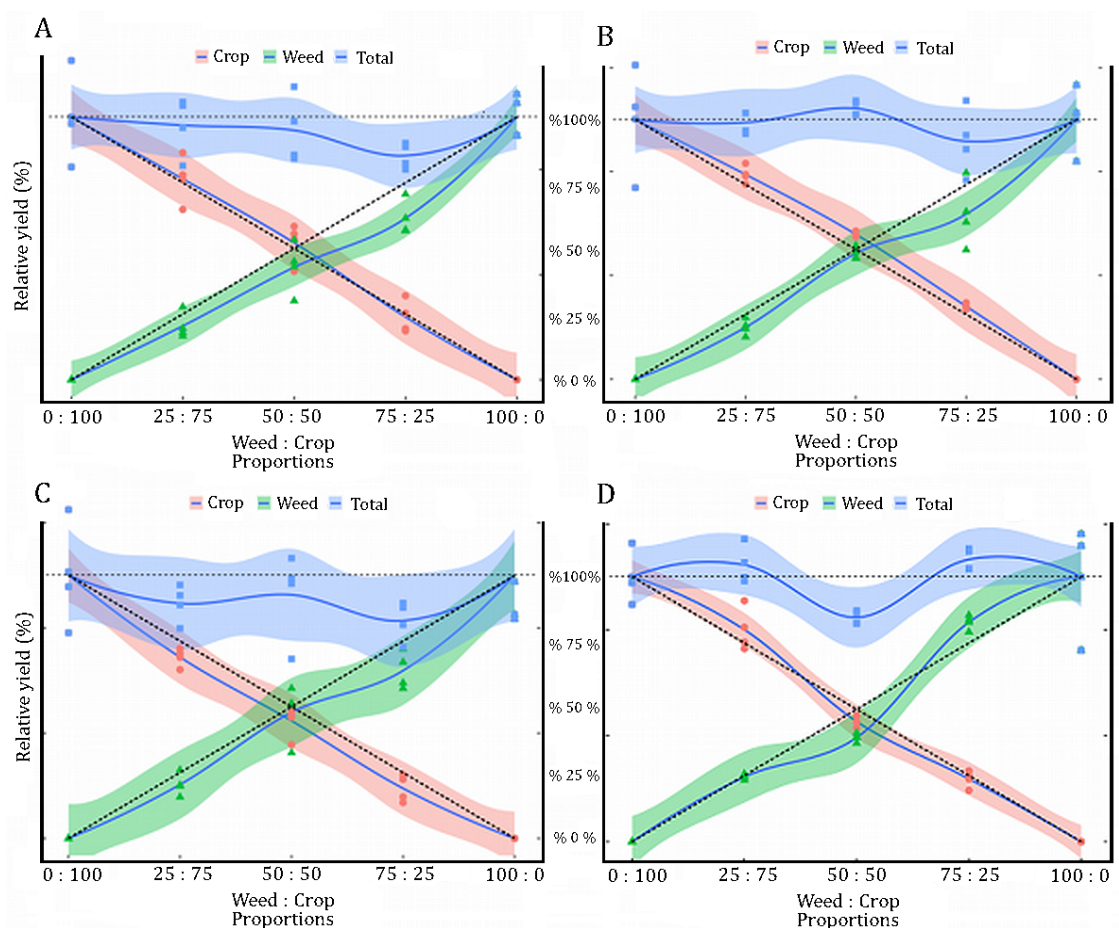 A
Crop Weed Total
Relative yield (%)
0 : 100 25 : 75 50 : 50 75 : 25 100 : 0
Weed : Crop
Proportions
%100%
% 75 %
% 50 %
% 25 %
% 0 %
B
Crop Weed Total
0 : 100 25 : 75 50 : 50 75 : 25 100 : 0
Weed : Crop
Proportions
C
Crop Weed Total
Relative yield (%)
0 : 100 25 : 75 50 : 50 75 : 25 100 : 0
Weed : Crop
Proportions
%100%
% 75 %
% 50 %
% 25 %
% 0 %
D
Crop Weed Total
0 : 100 25 : 75 50 : 50 75 : 25 100 : 0
Weed : Crop
Proportions